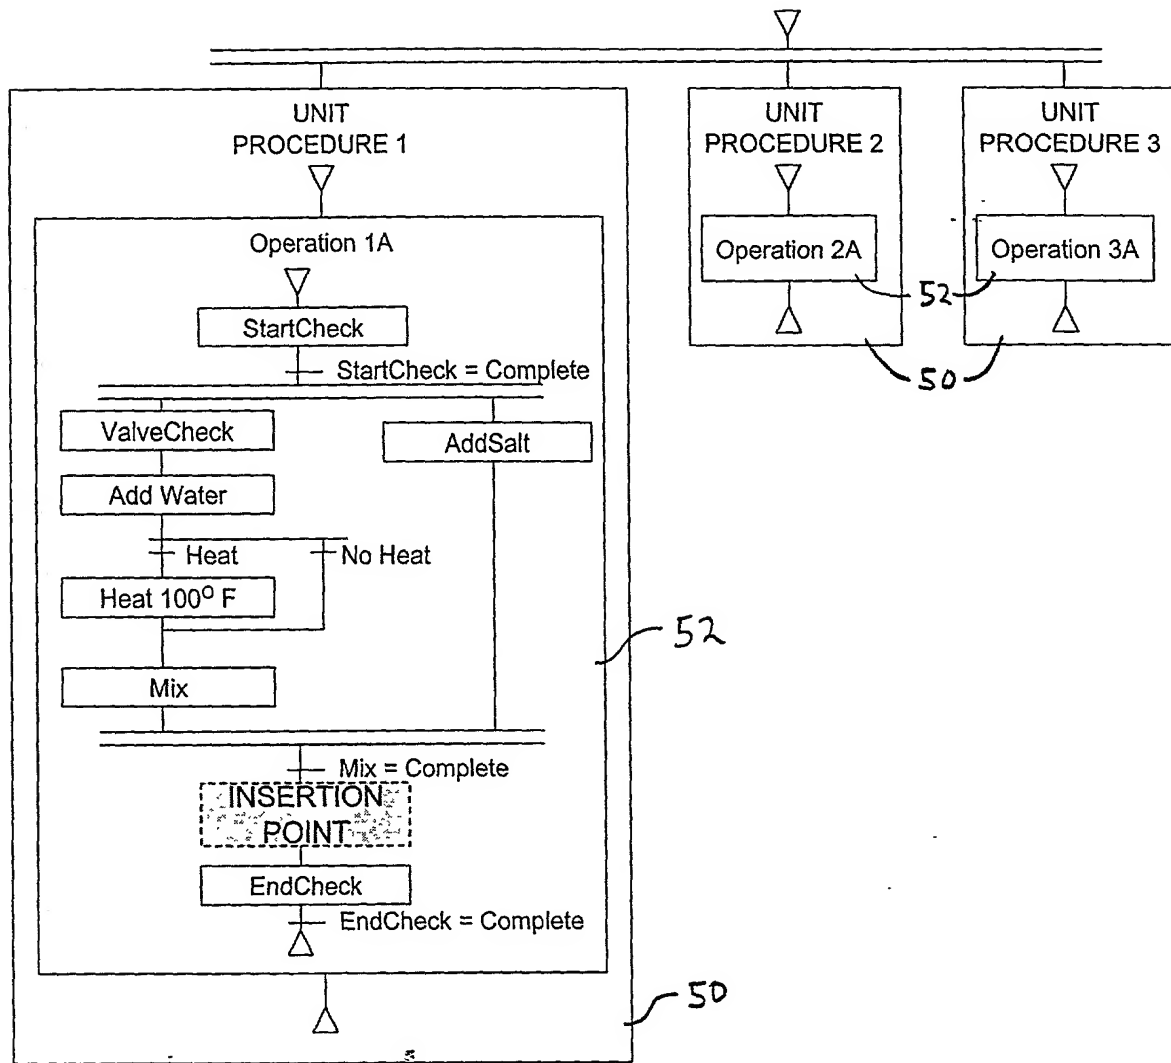 UNIT
PROCEDURE 1
UNIT
PROCEDURE 2
UNIT
PROCEDURE 3
Operation 1A
Operation 2A
Operation 3A
52
50
StartCheck
StartCheck = Complete
ValveCheck
AddSalt
Add Water
Heat
No Heat
Heat 100° F
52
Mix
Mix = Complete
INSERTION
POINT
EndCheck
EndCheck = Complete
50